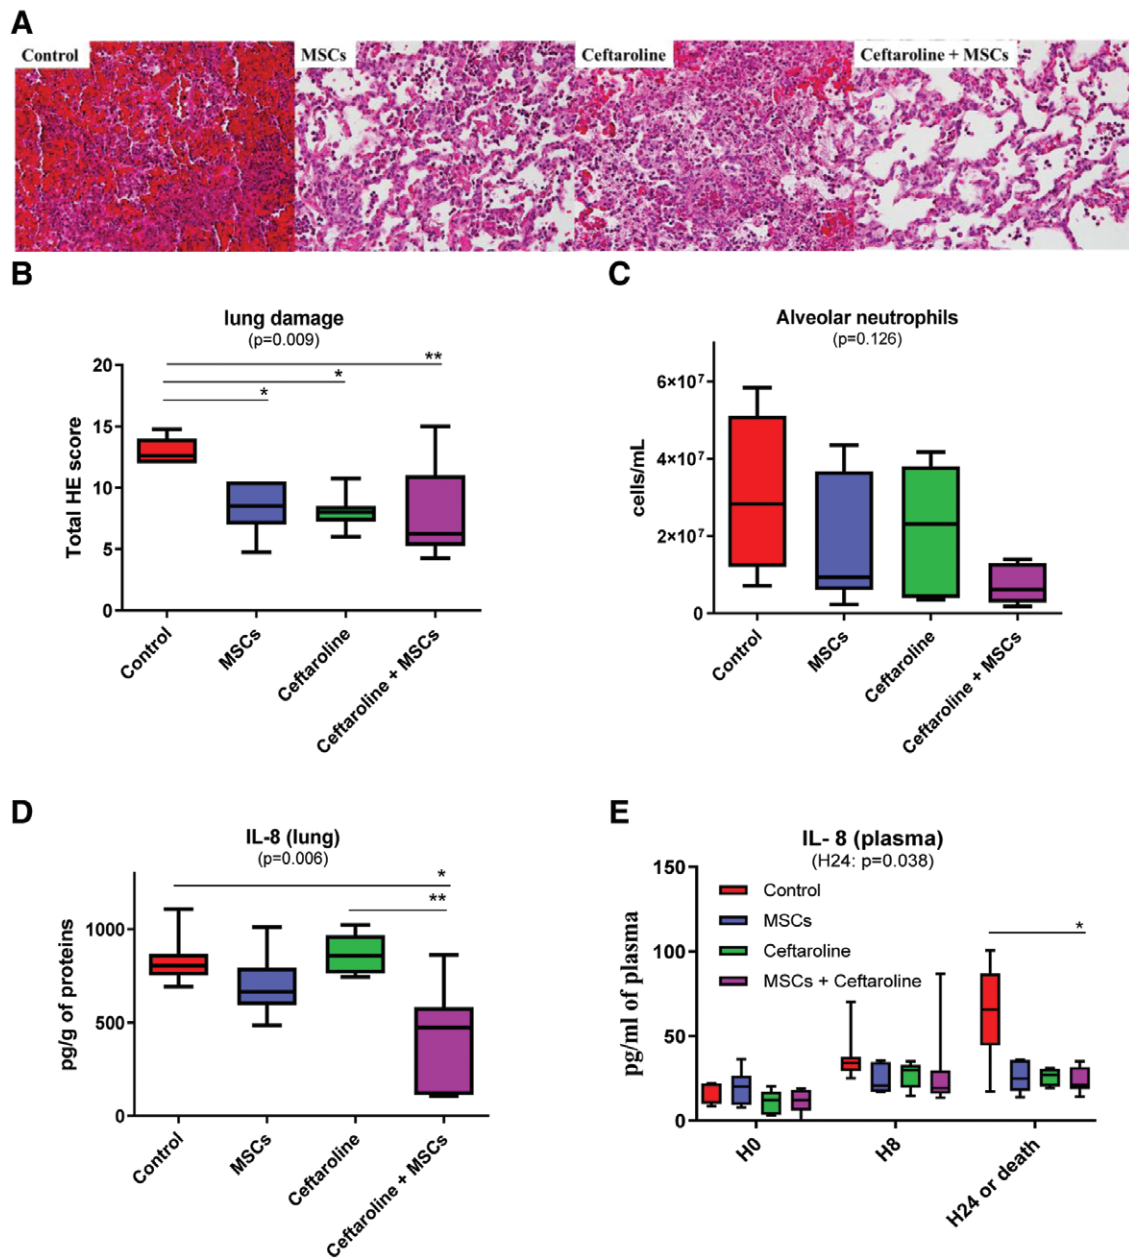 A
Control
MSCs
Ceftaroline
Ceftaroline + MSCs
B
lung damage
(p=0.009)
Total HE score
20
15
10
5
0
*
*
**
Control
MSCs
Ceftaroline
Ceftaroline + MSCs
C
Alveolar neutrophils
(p=0.126)
cells/mL
6×10⁷
4×10⁷
2×10⁷
0
Control
MSCs
Ceftaroline
Ceftaroline + MSCs
D
IL-8 (lung)
(p=0.006)
pg/g of proteins
1000
500
0
*
**
Control
MSCs
Ceftaroline
Ceftaroline + MSCs
E
IL- 8 (plasma)
(H24: p=0.038)
pg/ml of plasma
150
100
50
0
Control
MSCs
Ceftaroline
MSCs + Ceftaroline
*
H0
H8
H24 or death